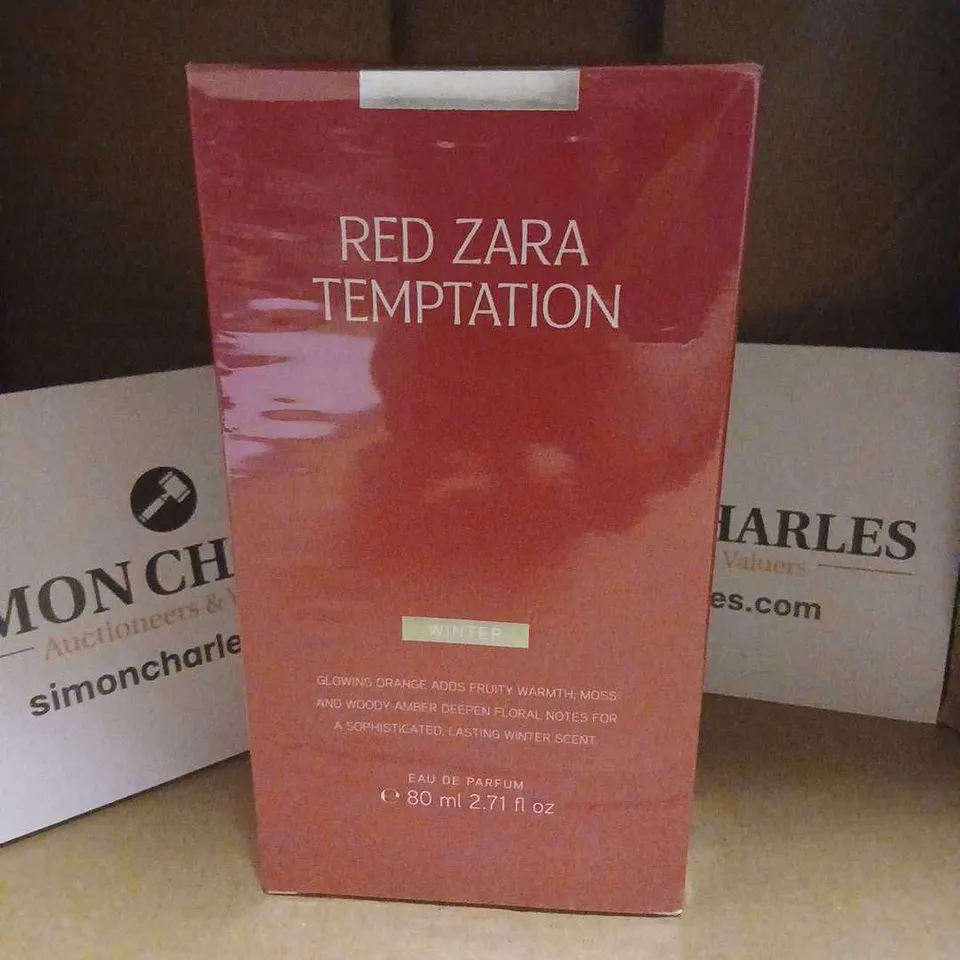 RED ZARA
TEMPTATION
WINTER
GLOWING ORANGE ADDS FRUITY WARMTH, MOSS
AND WOODY AMBER DEEPEN FLORAL NOTES FOR
A SOPHISTICATED, LASTING WINTER SCENT
EAU DE PARFUM
℮ 80 ml 2.71 fl oz
MON CH
Auctioneers & V
simoncharle
HARLES
Valuers
es.com